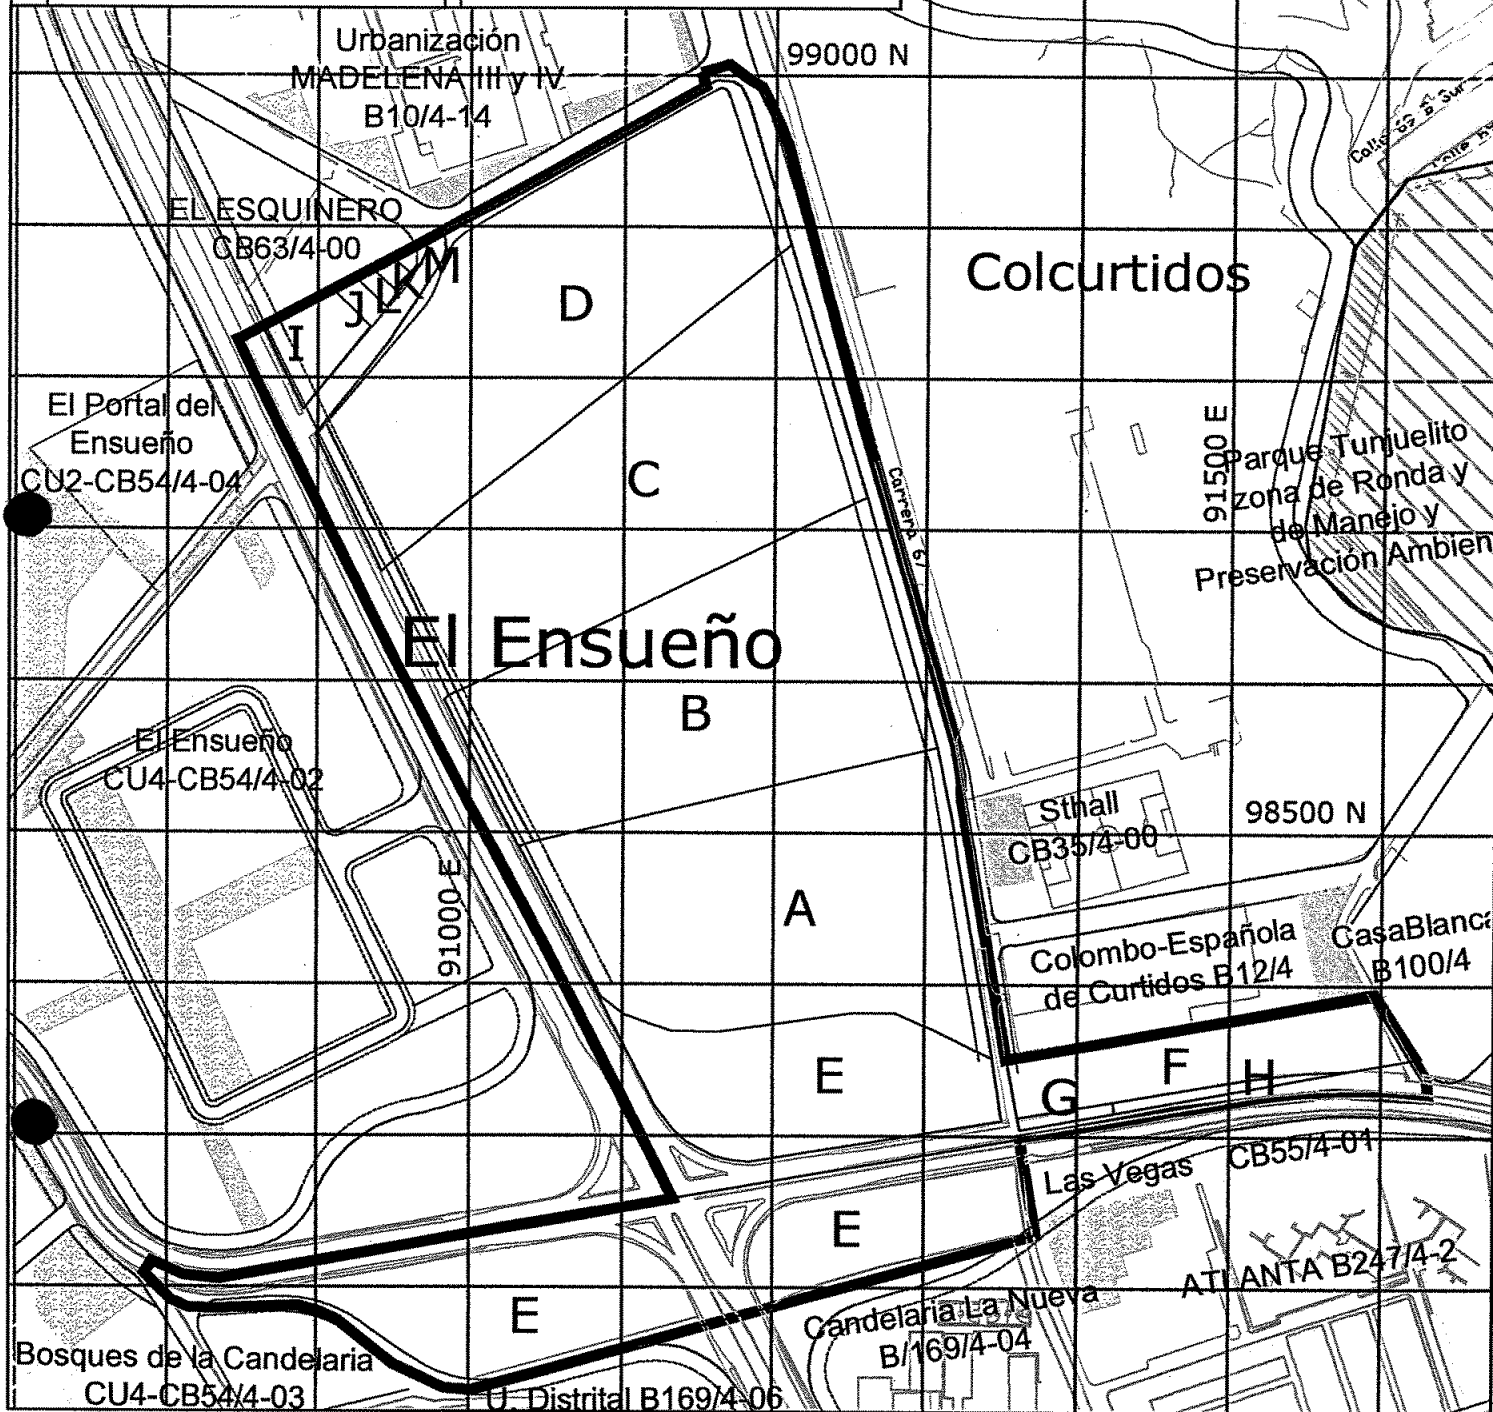 Urbanización
MADELENA III y IV
B10/4-14
99000 N
EL ESQUINERO
CB63/4-00
M
K
L
J
I
D
Colcurtidos
El Portal del
Ensueño
CU2-CB54/4-04
C
Carrera 67
91500 E
Parque Tunjuelito
zona de Ronda y
de Manejo y
Preservación Ambien
El Ensueño
B
El Ensueño
CU4-CB54/4-02
Sthall
CB35/4-00
98500 N
91000 E
A
Colombo-Española
de Curtidos B12/4
CasaBlanca
B100/4
E
F
H
G
Las Vegas
CB55/4-01
E
ATLANTA B247/4-2
E
Candelaria La Nueva
B/169/4-04
Bosques de la Candelaria
CU4-CB54/4-03
U. Distrital B169/4-06